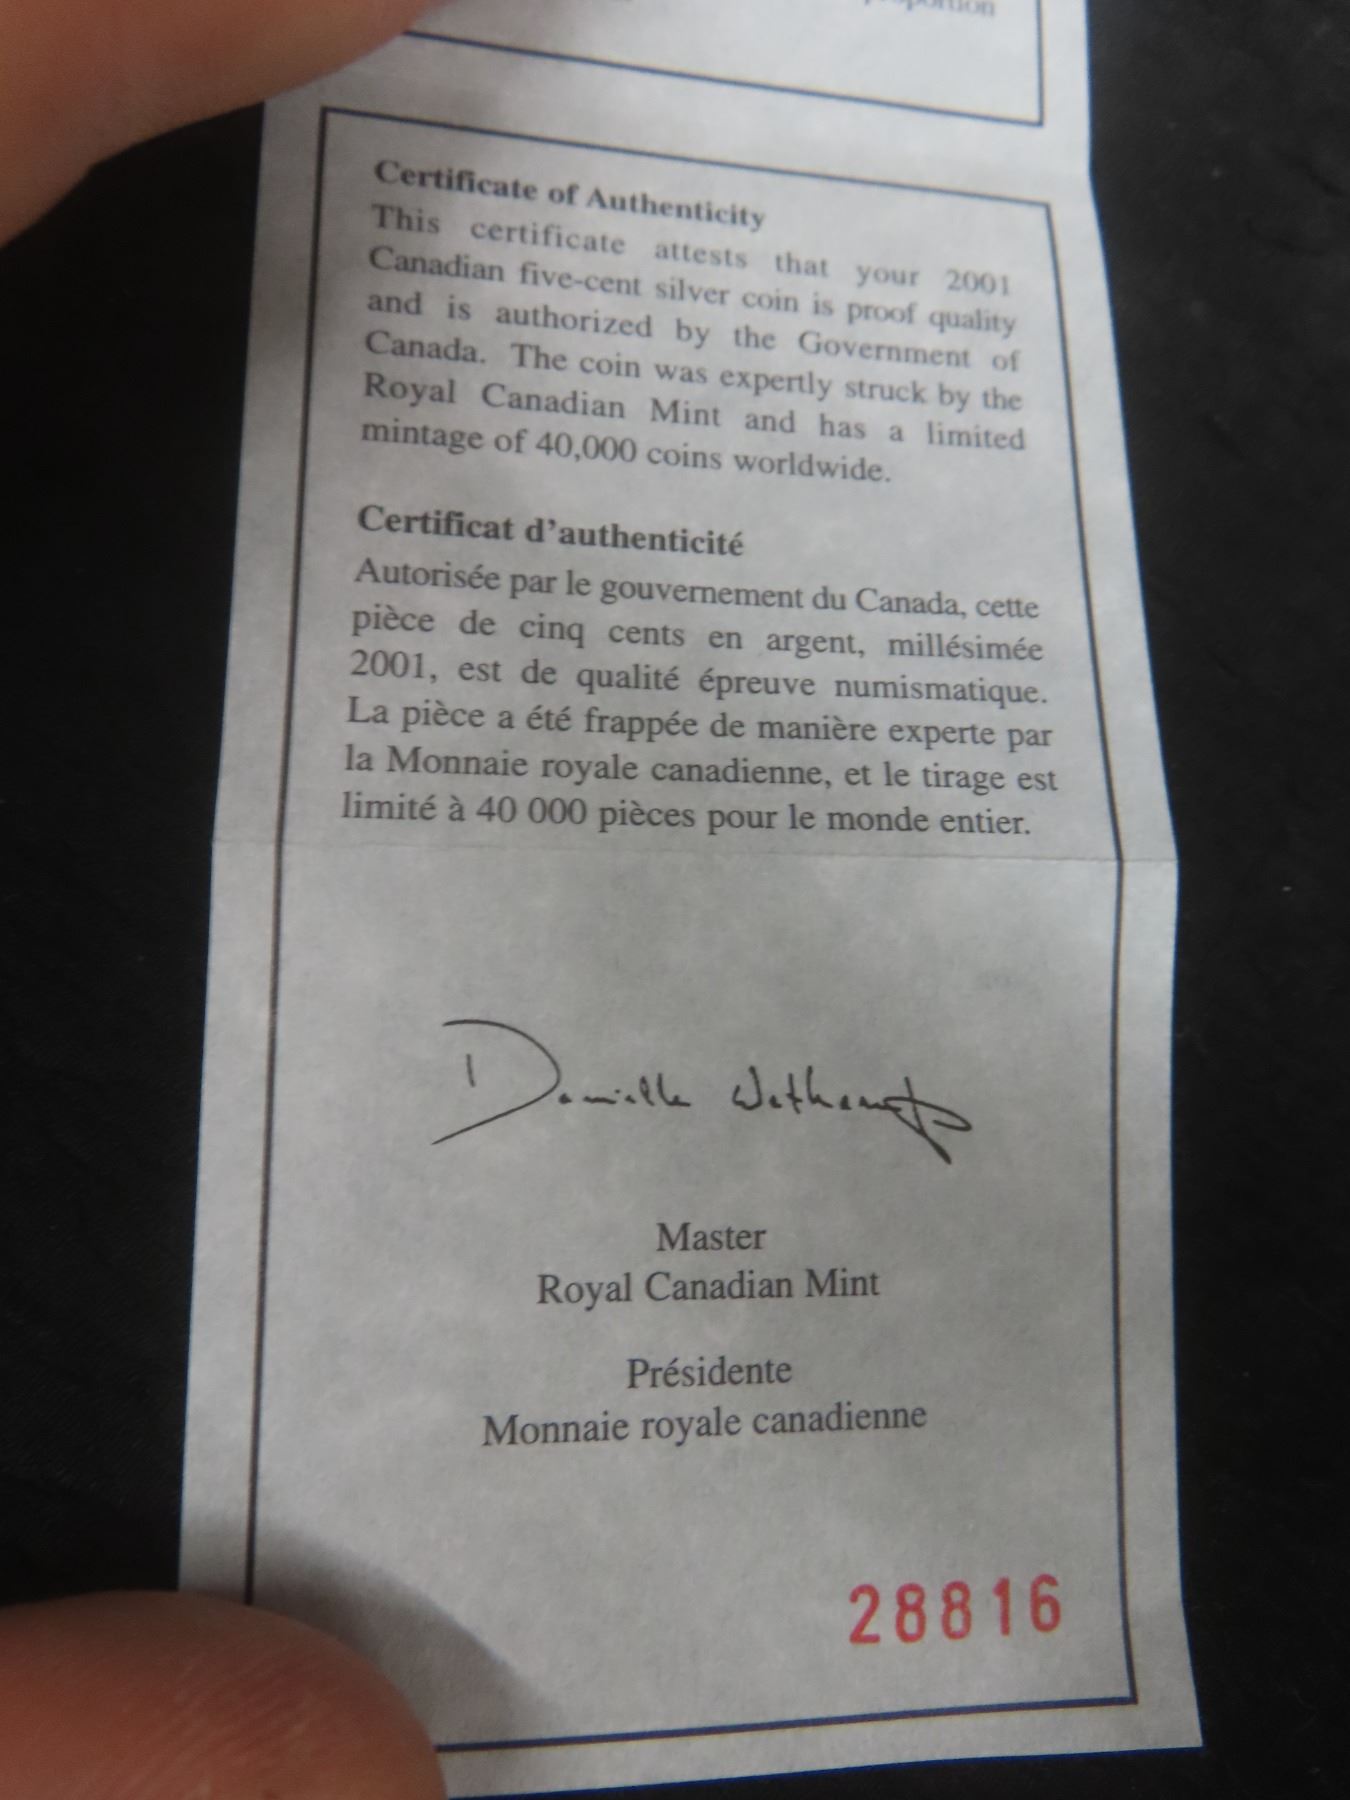 Certificate of Authenticity
This certificate attests that your 2001
Canadian five-cent silver coin is proof quality
and is authorized by the Government of
Canada. The coin was expertly struck by the
Royal Canadian Mint and has a limited
mintage of 40,000 coins worldwide.
Certificat d'authenticité
Autorisée par le gouvernement du Canada, cette
pièce de cinq cents en argent, millésimée
2001, est de qualité épreuve numismatique.
La pièce a été frappée de manière experte par
la Monnaie royale canadienne, et le tirage est
limité à 40 000 pièces pour le monde entier.
Danielle
Master
Royal Canadian Mint
Présidente
Monnaie royale canadienne
28816